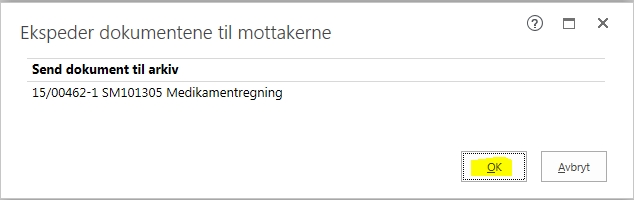 Ekspeder dokumentene til mottakerne
Send dokument til arkiv
15/00462-1 SM101305 Medikamentregning
OK
Avbryt